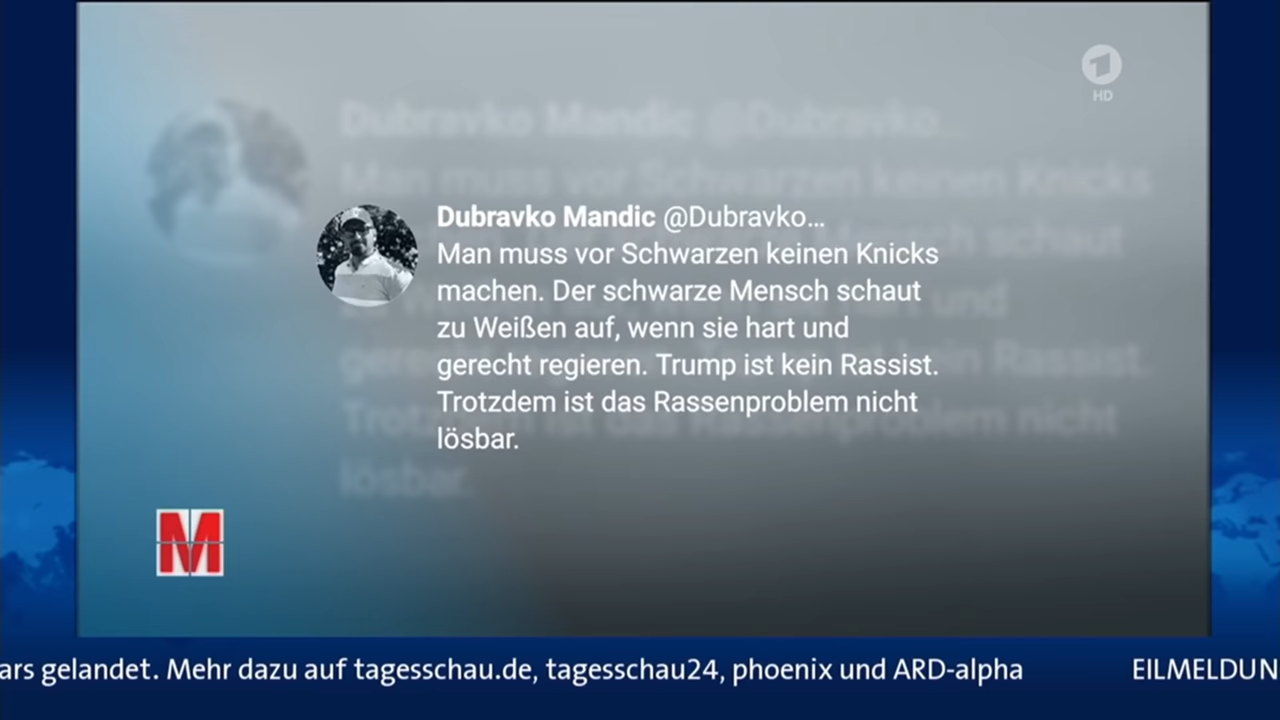 HD
Dubravko Mandic @Dubravko…
Man muss vor Schwarzen keinen Knicks
machen. Der schwarze Mensch schaut
zu Weißen auf, wenn sie hart und
gerecht regieren. Trump ist kein Rassist.
Trotzdem ist das Rassenproblem nicht
lösbar.
M
ars gelandet. Mehr dazu auf tagesschau.de, tagesschau24, phoenix und ARD-alpha EILMELDUN